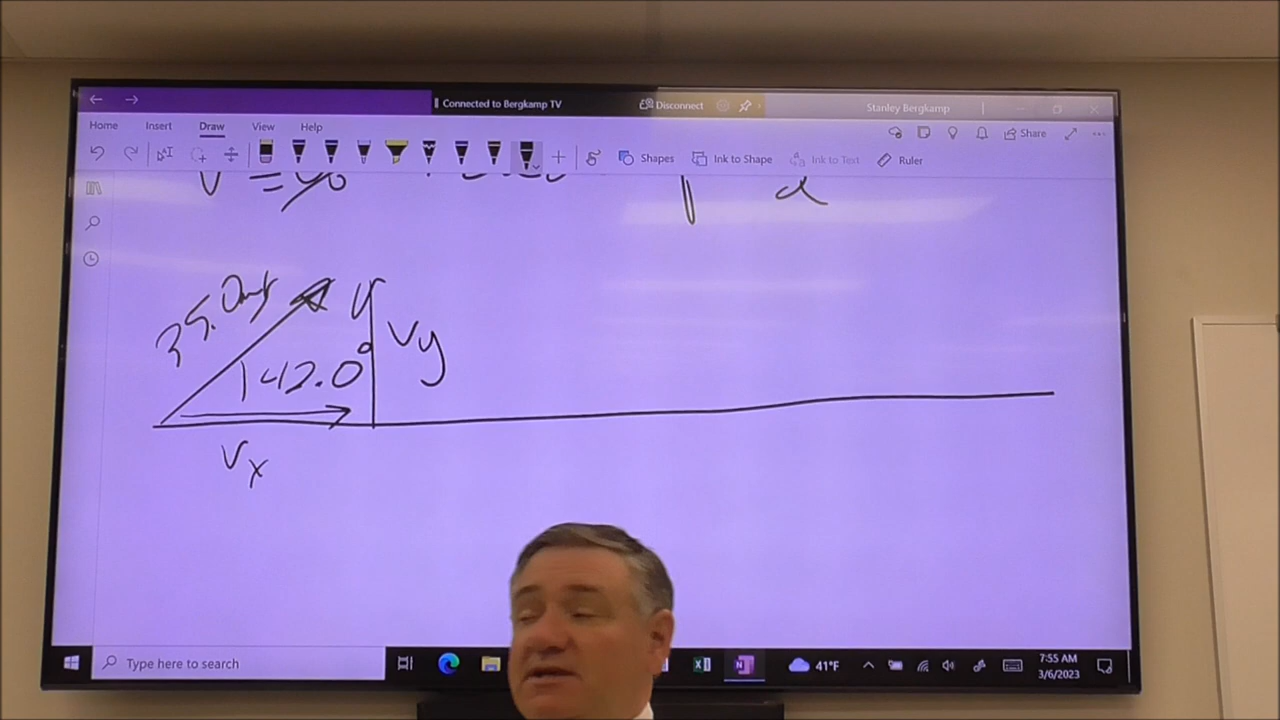 Connected to Bergkamp TV
Disconnect
Stanley Bergkamp
Home Insert Draw View Help
Share
Shapes Ink to Shape Ink to Text Ruler
35.0m/s
V
42.0°
Vy
Vx
Type here to search
41°F
7:55 AM
3/6/2023